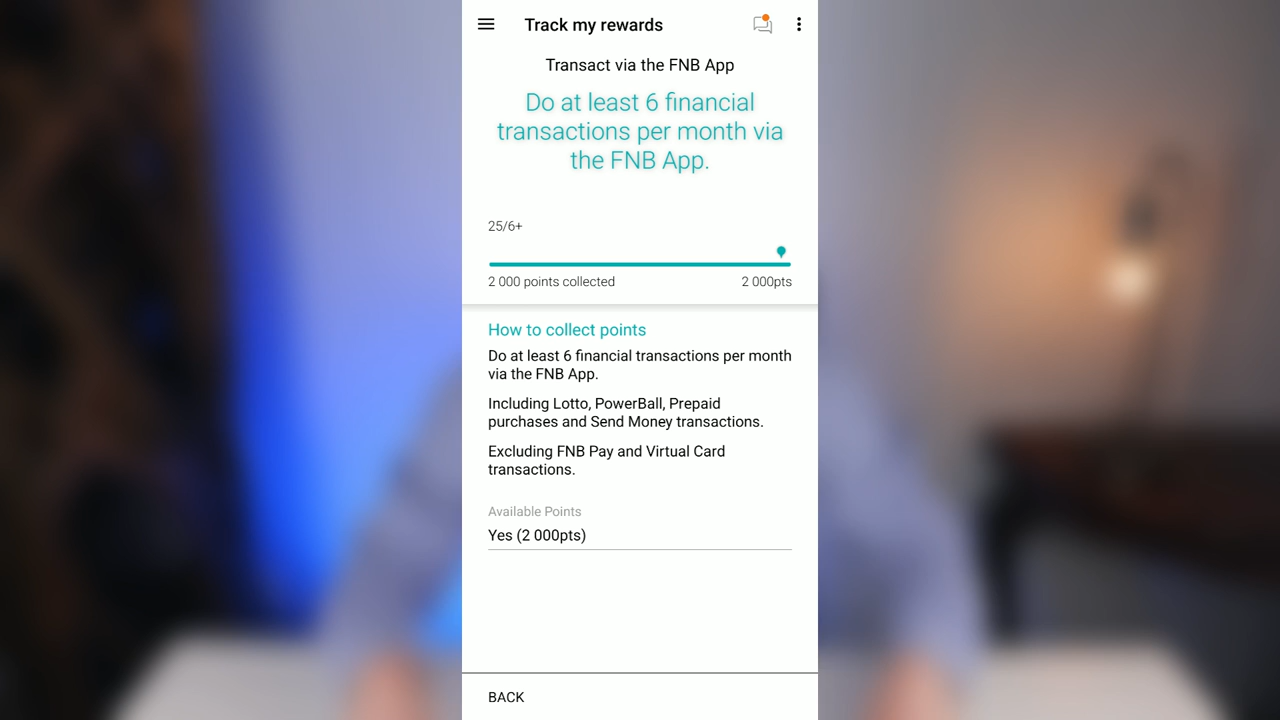 Track my rewards
Transact via the FNB App
Do at least 6 financial
transactions per month via
the FNB App.
25/6+
2 000 points collected
2 000pts
How to collect points
Do at least 6 financial transactions per month
via the FNB App.
Including Lotto, PowerBall, Prepaid
purchases and Send Money transactions.
Excluding FNB Pay and Virtual Card
transactions.
Available Points
Yes (2 000pts)
BACK